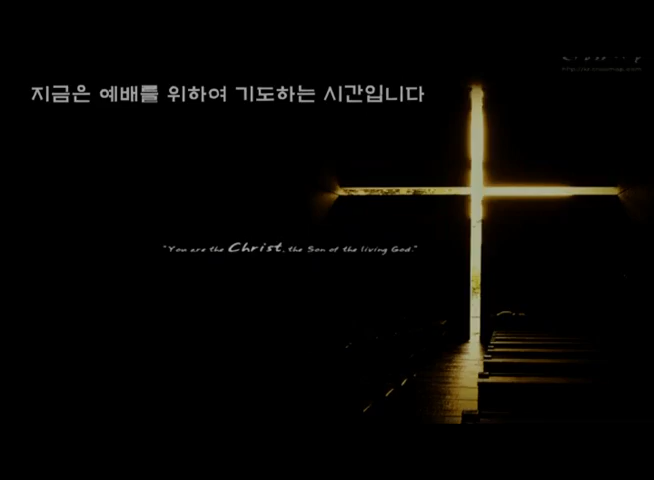 지금은 예배를 위하여 기도하는 시간입니다
"You are the Christ, the Son of the living God."